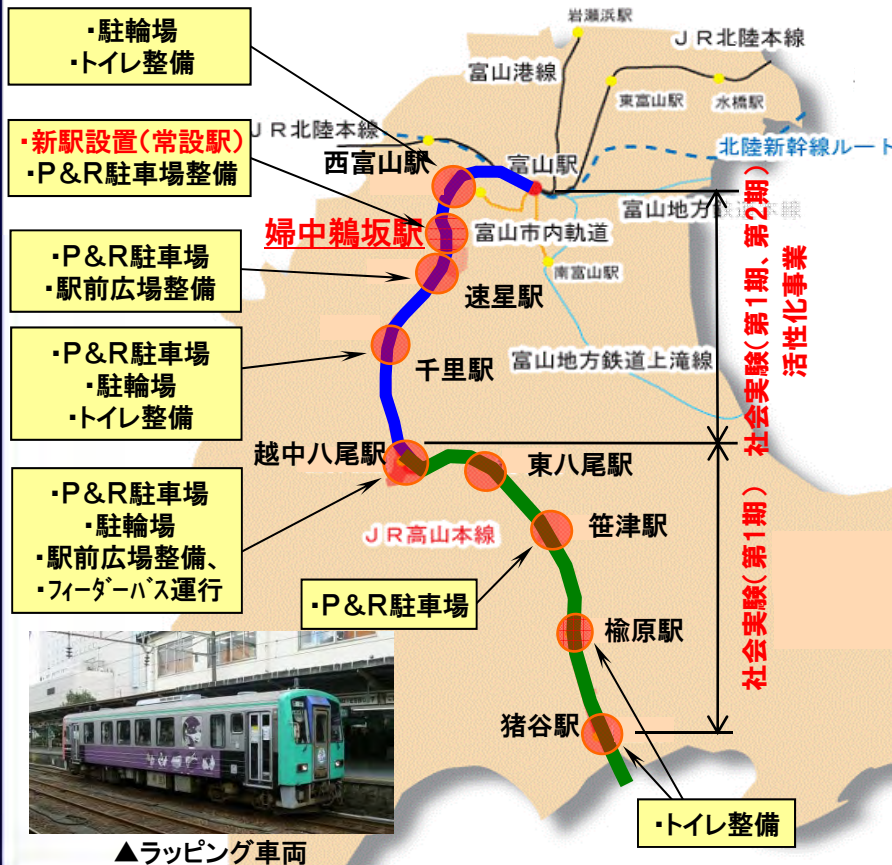 ・駐輪場
・トイレ整備
・新駅設置(常設駅)
・P&R駐車場整備
・P&R駐車場
・駅前広場整備
・P&R駐車場
・駐輪場
・トイレ整備
・P&R駐車場
・駐輪場
・駅前広場整備、
・フィーダーバス運行
岩瀬浜駅
JR北陸本線
富山港線
東富山駅
水橋駅
JR北陸本線
北陸新幹線ルート
西富山駅
富山駅
富山地方鉄道本線
婦中鵜坂駅
富山市内軌道
南富山駅
速星駅
千里駅
富山地方鉄道上滝線
越中八尾駅
東八尾駅
JR高山本線
笹津駅
・P&R駐車場
楡原駅
猪谷駅
・トイレ整備
社会実験(第1期、第2期)
活性化事業
社会実験(第1期)
▲ラッピング車両